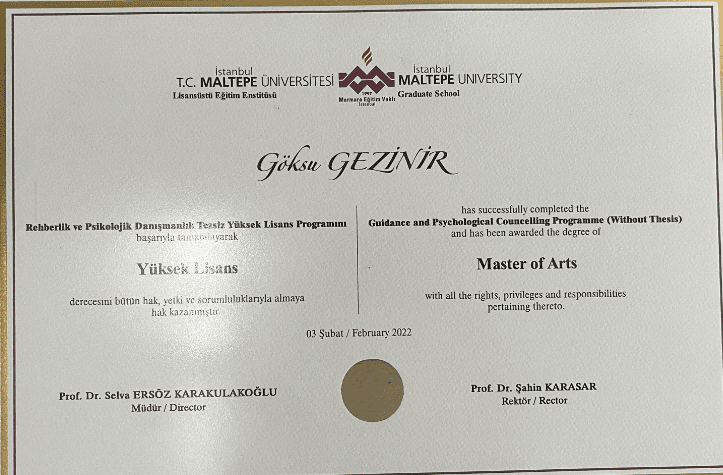 İstanbul
T.C. MALTEPE ÜNİVERSİTESİ
Lisansüstü Eğitim Enstitüsü
1997
Marmara Eğitim Vakfı
İstanbul
İstanbul
MALTEPE UNIVERSITY
Graduate School
Göksu GEZİNİR
Rehberlik ve Psikolojik Danışmanlık Tezsiz Yüksek Lisans Programını
başarıyla tamamlayarak
Yüksek Lisans
derecesini bütün hak, yetki ve sorumluluklarıyla almaya
hak kazanmıştır.
has successfully completed the
Guidance and Psychological Councelling Programme (Without Thesis)
and has been awarded the degree of
Master of Arts
with all the rights, privileges and responsibilities
pertaining thereto.
03 Şubat / February 2022
Prof. Dr. Selva ERSÖZ KARAKULAKOĞLU
Müdür / Director
Prof. Dr. Şahin KARASAR
Rektör / Rector